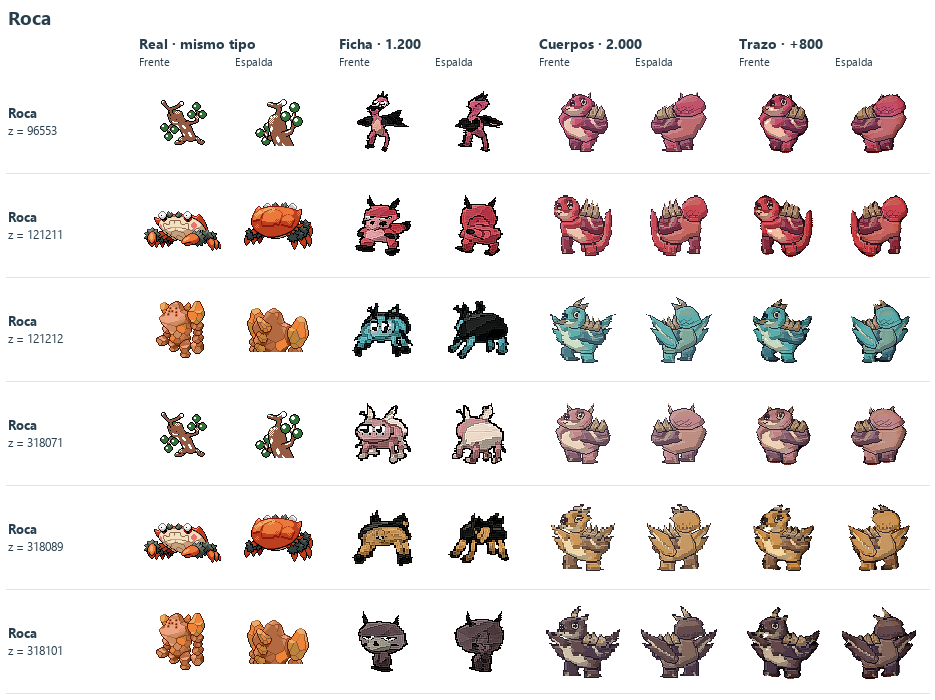 Roca
Real · mismo tipo Ficha · 1.200 Cuerpos · 2.000 Trazo · +800
Frente Espalda Frente Espalda Frente Espalda Frente Espalda
Roca
z = 96553
Roca
z = 121211
Roca
z = 121212
Roca
z = 318071
Roca
z = 318089
Roca
z = 318101